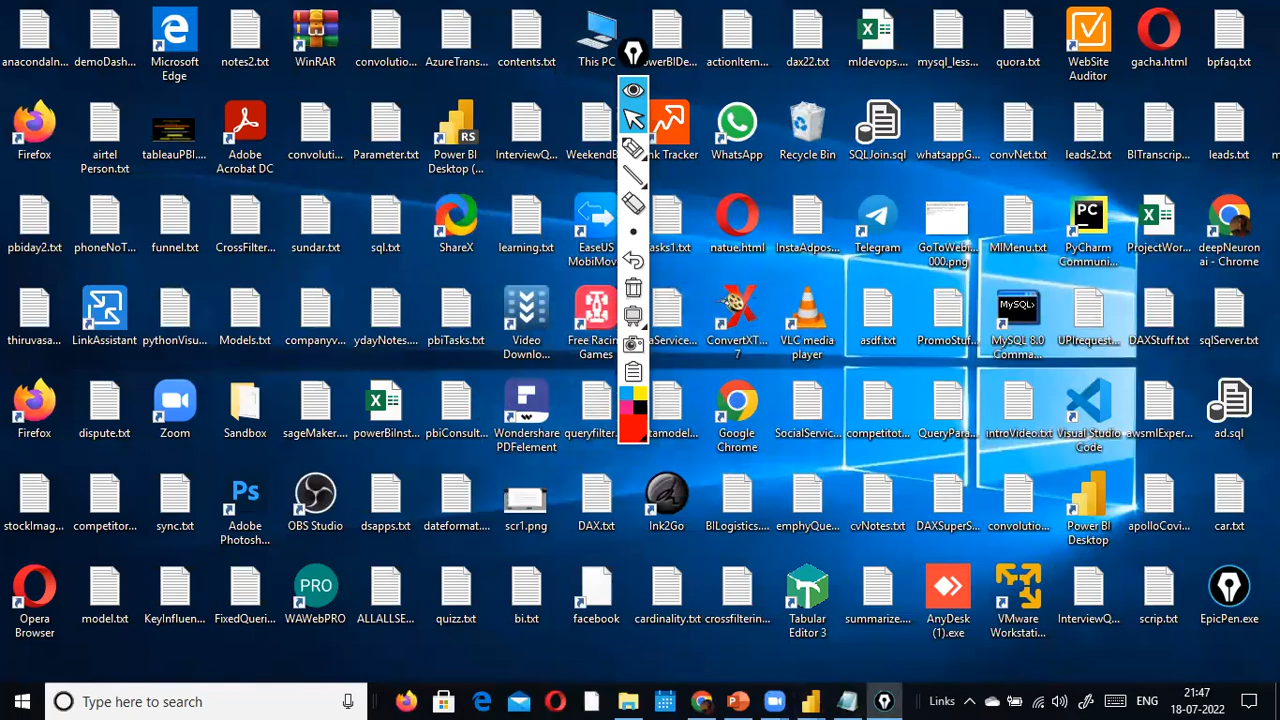 anacondaIn...
demoDash...
Microsoft
Edge
notes2.txt
WinRAR
convolutio...
AzureTrans...
contents.txt
This PC
actionItem...
dax22.txt
mldevops....
mysql_less...
quora.txt
WebSite
Auditor
gacha.html
bpfaq.txt
Firefox
airtel
Person.txt
tableauPBI....
Adobe
Acrobat DC
convoluti...
Parameter.txt
RS
Power BI
Desktop (...
InterviewQ...
WeekendB...
nk Tracker
WhatsApp
Recycle Bin
SQLJoin.sql
whatsappG...
convNet.txt
leads2.txt
BITranscrip...
leads.txt
pbiday2.txt
phoneNoT...
funnel.txt
CrossFilter...
sundar.txt
sql.txt
ShareX
learning.txt
EaseUS
MobiMov...
asks1.txt
natue.html
InstaAdpos...
Telegram
GoToWebi...
000.png
MIMenu.txt
PC
PyCharm
Communi...
ProjectWor...
deepNeuron
ai - Chrome
thiruvasa...
LinkAssistant
pythonVisu...
Models.txt
companyv...
ydayNotes....
pbiTasks.txt
Video
Downlo...
Free Racing
Games
aService...
ConvertXT...
7
VLC media
player
asdf.txt
PromoStuf...
MySQL>
MySQL 8.0
Comma...
UPIrequest...
DAXStuff.txt
sqlServer.txt
Firefox
dispute.txt
Zoom
Sandbox
sageMaker...
powerBiInst...
pbiConsult...
Wondershare
PDFelement
queryfilter...
tamodel...
Google
Chrome
SocialServic...
competitot...
QueryPara...
introVideo.txt
Visual Studio
Code
awsmlExper...
ad.sql
stockImag...
competitor...
sync.txt
Ps
Adobe
Photosh...
OBS Studio
dsapps.txt
dateformat...
scr1.png
DAX.txt
Ink2Go
BILogistics....
emphyQue...
cvNotes.txt
DAXSuperS...
convolutio...
Power BI
Desktop
apolloCovi...
car.txt
Opera
Browser
model.txt
KeyInfluen...
FixedQueri...
PRO
WAWebPRO
ALLALLSE...
quizz.txt
bi.txt
facebook
cardinality.txt
crossfilterin...
Tabular
Editor 3
summarize....
AnyDesk
(1).exe
VMware
Workstati...
InterviewQ...
scrip.txt
EpicPen.exe
Type here to search
Links
ENG
21:47
18-07-2022